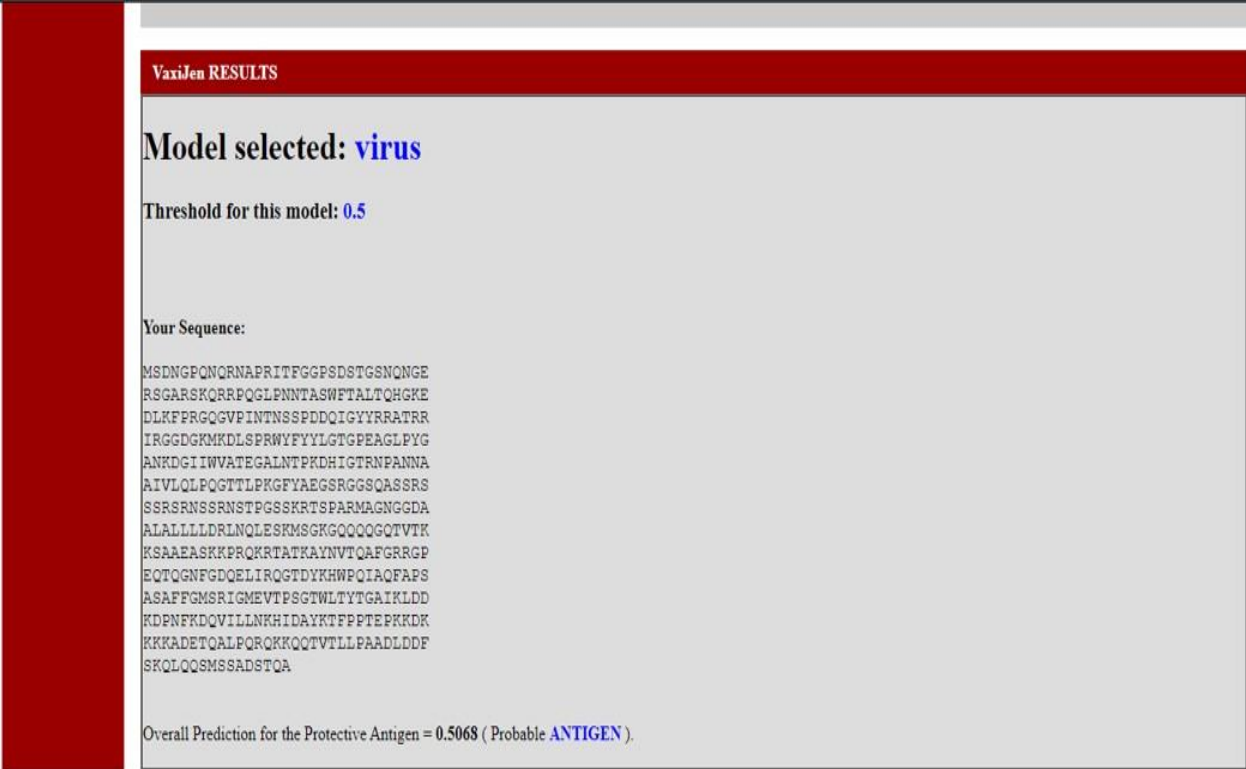 VaxiJen RESULTS
Model selected: virus
Threshold for this model: 0.5
Your Sequence:
MSDNGPQNQRNAPRITFGGPSDSTGSNQNGE
RSGARSKQRRPQGLPNNTASWFTALTQHGKE
DLKFPRGQGVPINTNSSPDDQIGYYRRATRR
IRGGDGKMKDLSPRWYFYYLGTGPEAGLPYG
ANKDGIIWVATEGALNTPKDHIGTRNPANNA
AIVLQLPQGTTLPKGFYAEGSRGGSQASSRS
SSRSRNSSRNSTPGSSKRTSPARMAGNGGDA
ALALLLLDRLNQLESKMSGKGQQQQGQTVTK
KSAAEASKKPRQKRTATKAYNVTQAFGRRGP
EQTQGNFGDQELIRQGTDYKHWPQIAQFAPS
ASAFFGMSRIGMEVTPSGTWLTYTGAIKLDD
KDPNFKDQVILLNKHIDAYKTFPPTEPKKDK
KKKADETQALPQRQKKQQTVTLLPAADLDDF
SKQLQQSMSSADSTQA
Overall Prediction for the Protective Antigen = 0.5068 ( Probable ANTIGEN ).